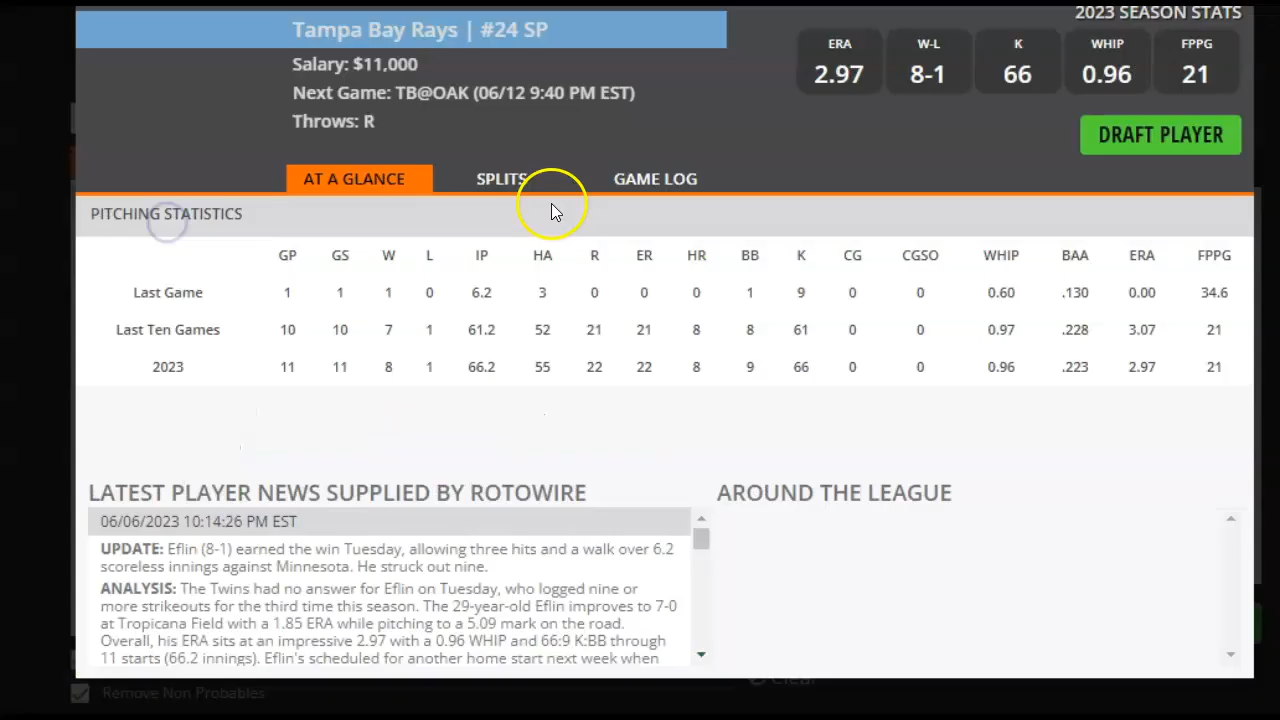 2023 SEASON STATS
Tampa Bay Rays | #24 SP
Salary: $11,000
Next Game: TB@OAK (06/12 9:40 PM EST)
Throws: R
ERA W-L K WHIP FPPG
2.97 8-1 66 0.96 21
DRAFT PLAYER
AT A GLANCE SPLITS GAME LOG
PITCHING STATISTICS
GP GS W L IP HA R ER HR BB K CG CGSO WHIP BAA ERA FPPG
Last Game 1 1 1 0 6.2 3 0 0 0 1 9 0 0 0.60 .130 0.00 34.6
Last Ten Games 10 10 7 1 61.2 52 21 21 8 8 61 0 0 0.97 .228 3.07 21
2023 11 11 8 1 66.2 55 22 22 8 9 66 0 0 0.96 .223 2.97 21
LATEST PLAYER NEWS SUPPLIED BY ROTOWIRE
06/06/2023 10:14:26 PM EST
UPDATE: Eflin (8-1) earned the win Tuesday, allowing three hits and a walk over 6.2
scoreless innings against Minnesota. He struck out nine.
ANALYSIS: The Twins had no answer for Eflin on Tuesday, who logged nine or
more strikeouts for the third time this season. The 29-year-old Eflin improves to 7-0
at Tropicana Field with a 1.85 ERA while pitching to a 5.09 mark on the road.
Overall, his ERA sits at an impressive 2.97 with a 0.96 WHIP and 66:9 K:BB through
11 starts (66.2 innings). Eflin's scheduled for another home start next week when
AROUND THE LEAGUE
Remove Non Probables
Clear